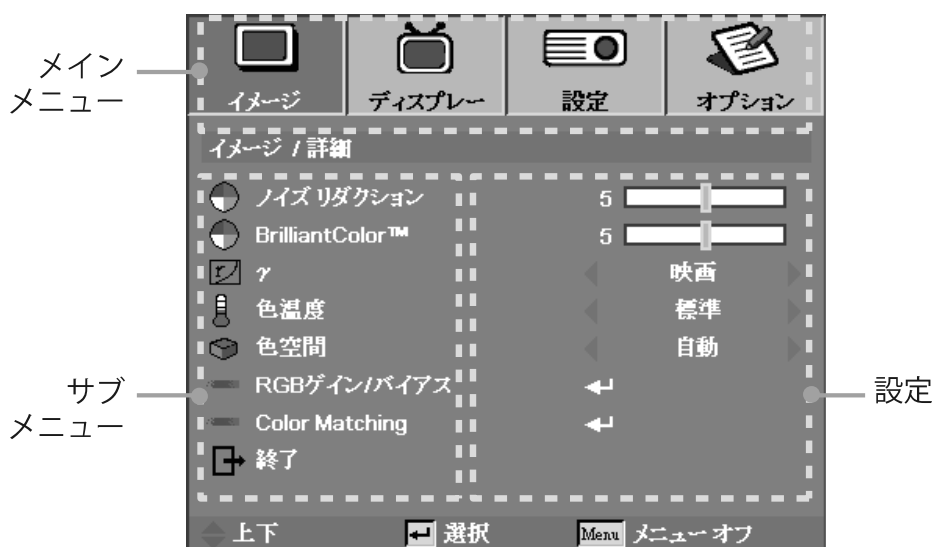 メイン
メニュー
イメージ
ディスプレー
設定
オプション
イメージ / 詳細
ノイズ リダクション 5
BrilliantColor™ 5
γ 映画
色温度 標準
色空間 自動
RGBゲイン/バイアス
Color Matching
終了
サブ
メニュー
設定
上下 選択 Menu メニュー オフ